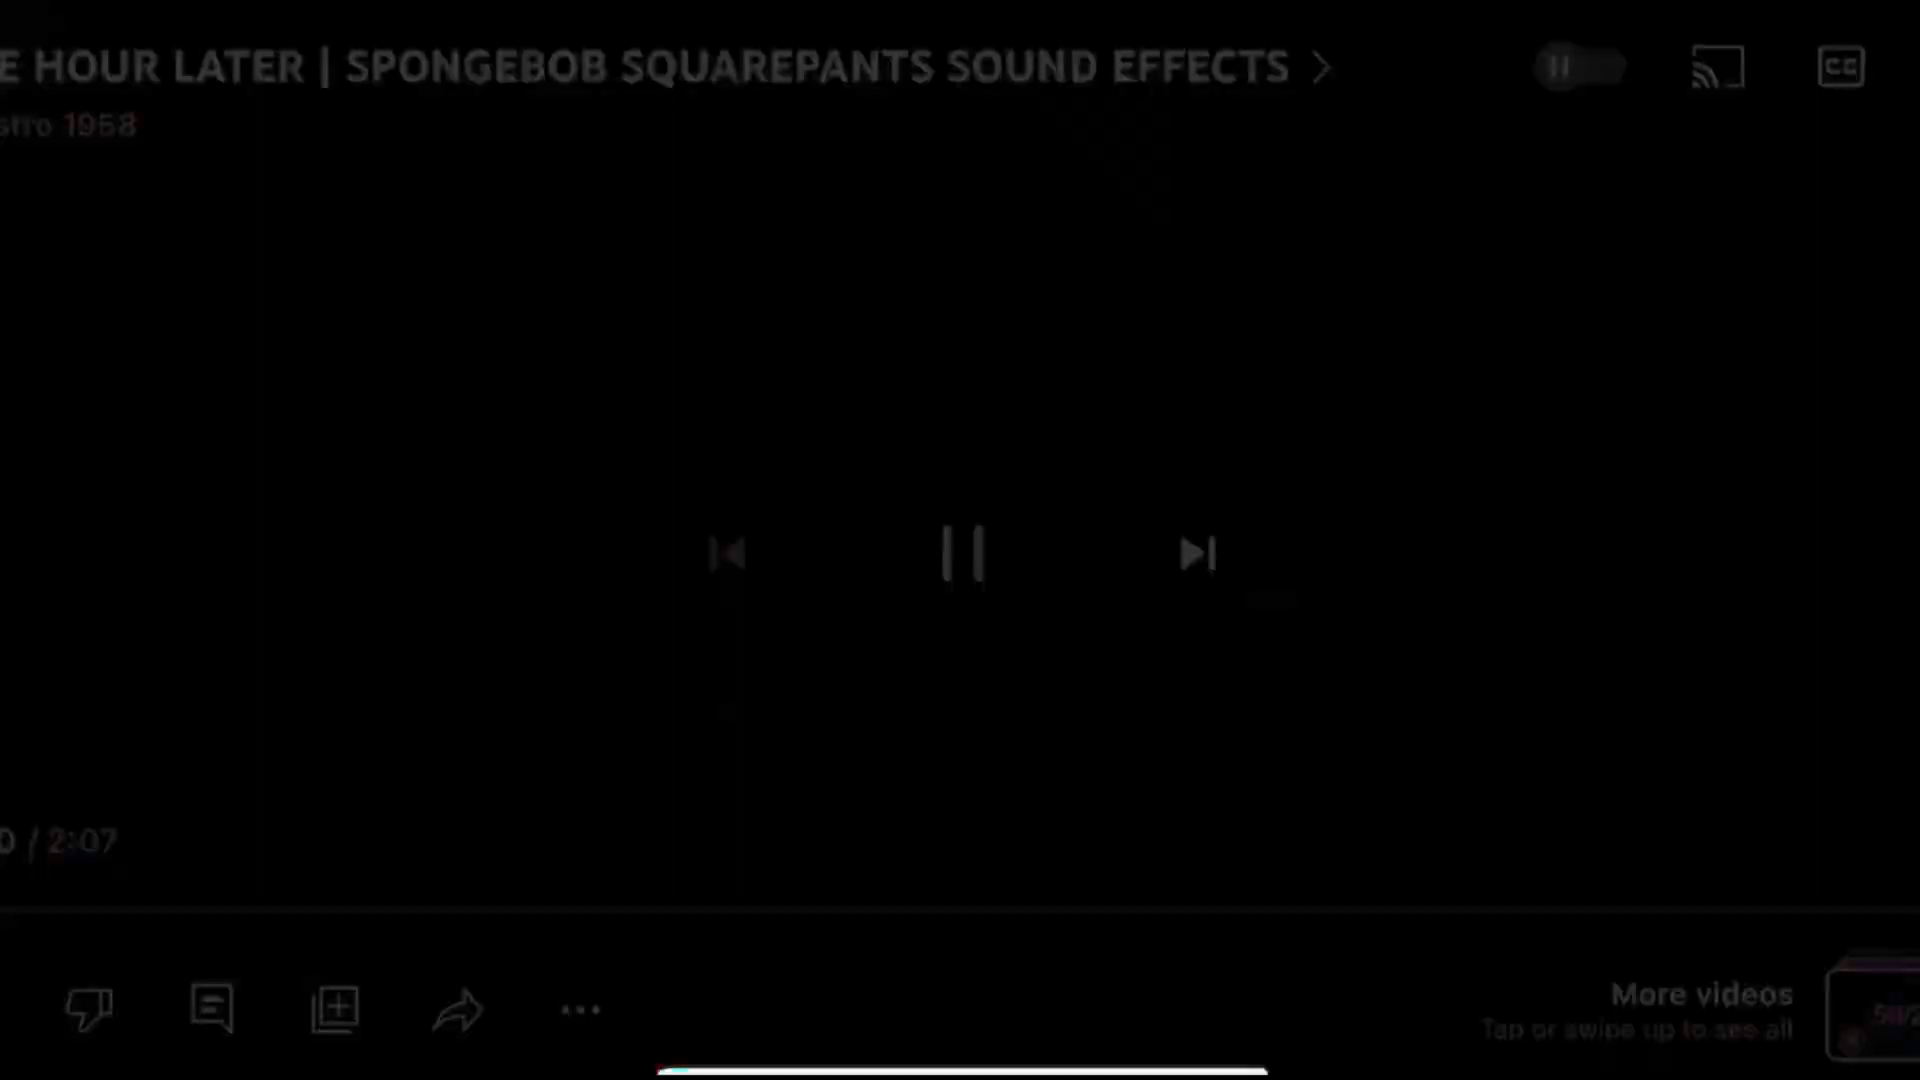 E HOUR LATER | SPONGEBOB SQUAREPANTS SOUND EFFECTS
stro 1958
CC
0 / 2:07
More videos
Tap or swipe up to see all